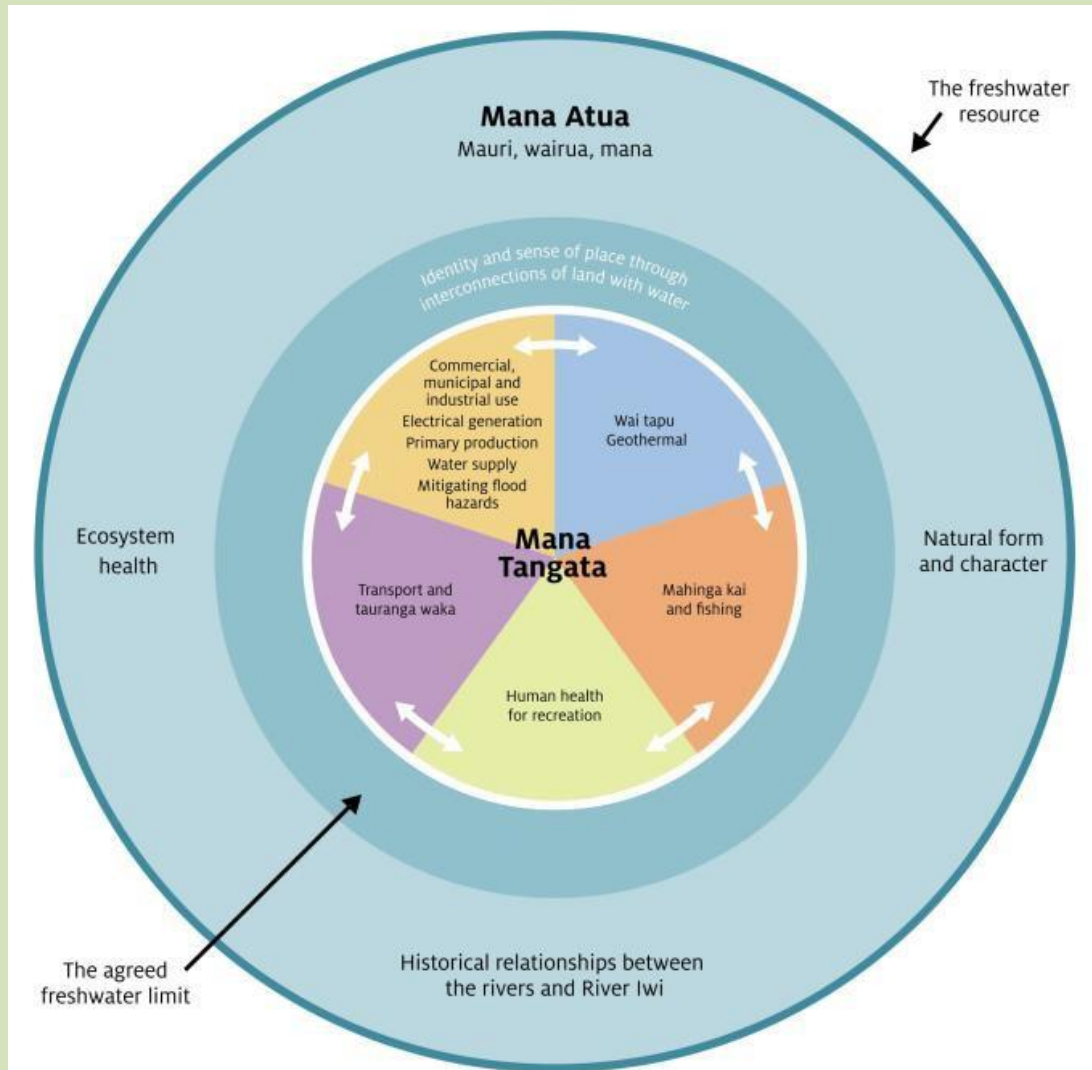 The freshwater
resource
Mana Atua
Mauri, wairua, mana
Identity and sense of place through
interconnections of land with water
Commercial,
municipal and
industrial use
Electrical generation
Primary production
Water supply
Mitigating flood
hazards
Wai tapu
Geothermal
Mana
Tangata
Ecosystem
health
Natural form
and character
Transport and
tauranga waka
Mahinga kai
and fishing
Human health
for recreation
The agreed
freshwater limit
Historical relationships between
the rivers and River Iwi